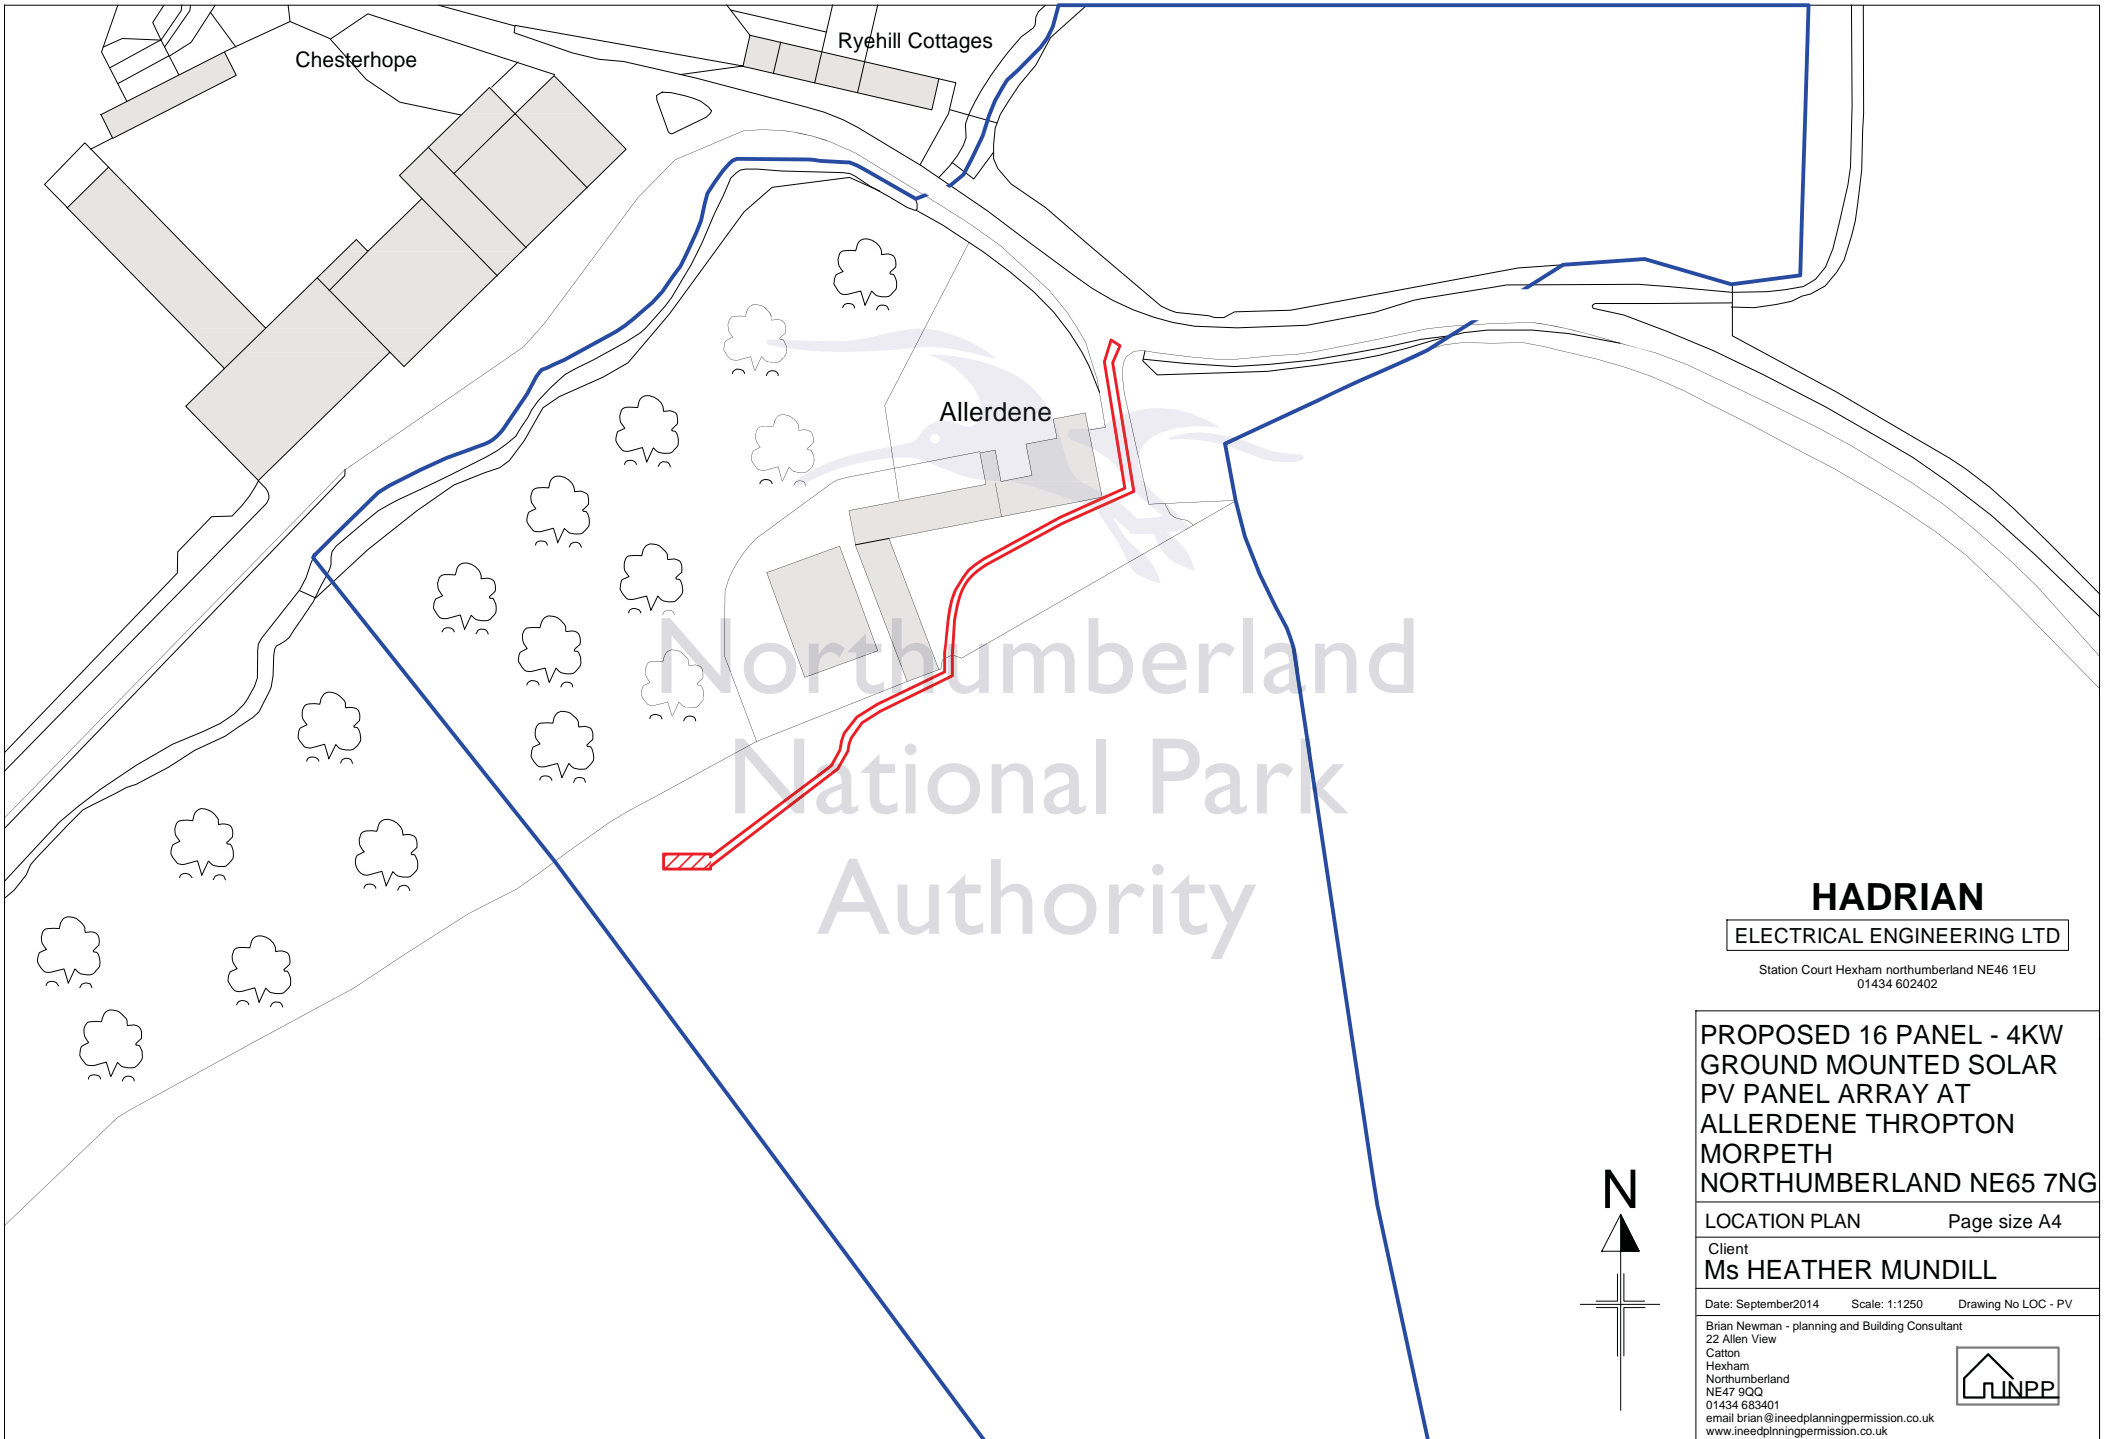 Chesterhope
Ryehill Cottages
Allerdene
Northumberland
National Park
Authority
HADRIAN
ELECTRICAL ENGINEERING LTD
Station Court Hexham northumberland NE46 1EU
01434 602402
PROPOSED 16 PANEL - 4KW
GROUND MOUNTED SOLAR
PV PANEL ARRAY AT
ALLERDENE THROPTON
MORPETH
NORTHUMBERLAND NE65 7NG
LOCATION PLAN Page size A4
Client
Ms HEATHER MUNDILL
Date: September2014 Scale: 1:1250 Drawing No LOC - PV
Brian Newman - planning and Building Consultant
22 Allen View
Catton
Hexham
Northumberland
NE47 9QQ
01434 683401
email brian@ineedplanningpermission.co.uk
www.ineedplnningpermission.co.uk
INPP
N